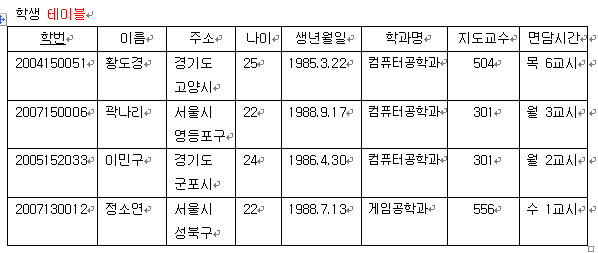 학생 테이블
학번 이름 주소 나이 생년월일 학과명 지도교수 면담시간
2004150051 황도경 경기도 25 1985.3.22 컴퓨터공학과 504 목 6교시
고양시
2007150006 곽나리 서울시 22 1988.9.17 컴퓨터공학과 301 월 3교시
영등포구
2005152033 이민구 경기도 24 1986.4.30 컴퓨터공학과 301 월 2교시
군포시
2007130012 정소연 서울시 22 1988.7.13 게임공학과 556 수 1교시
성북구